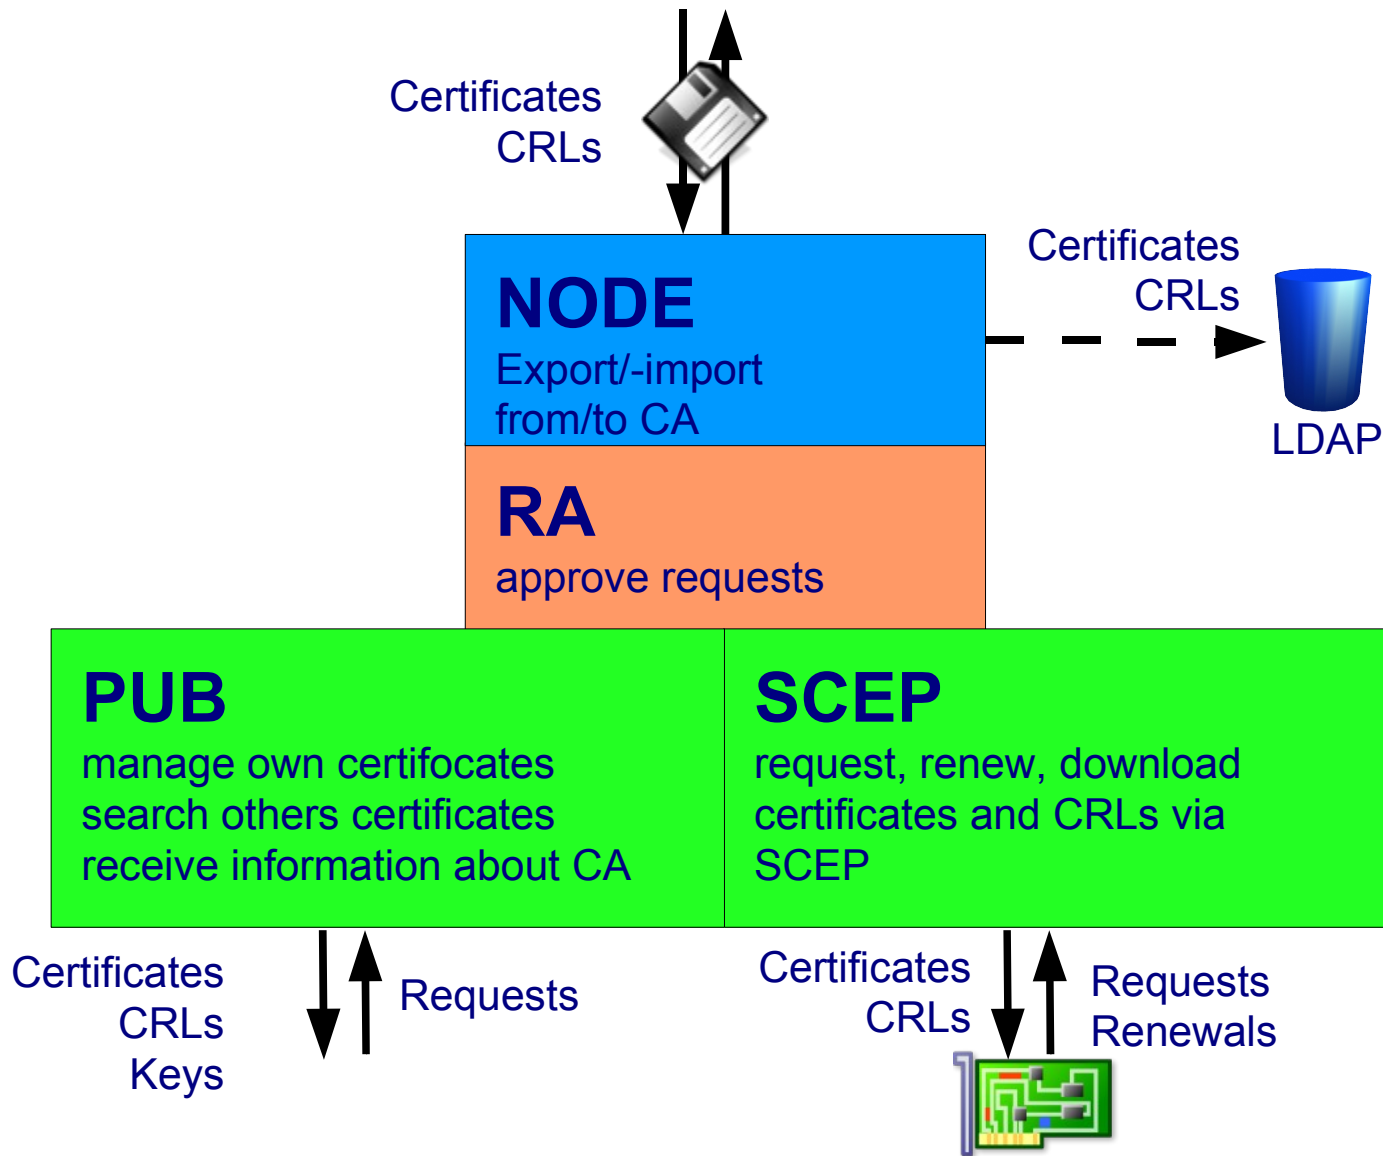 Certificates
CRLs
NODE
Export/-import
from/to CA
Certificates
CRLs
LDAP
RA
approve requests
PUB
manage own certifocates
search others certificates
receive information about CA
SCEP
request, renew, download
certificates and CRLs via
SCEP
Certificates
CRLs
Keys
Requests
Certificates
CRLs
Requests
Renewals